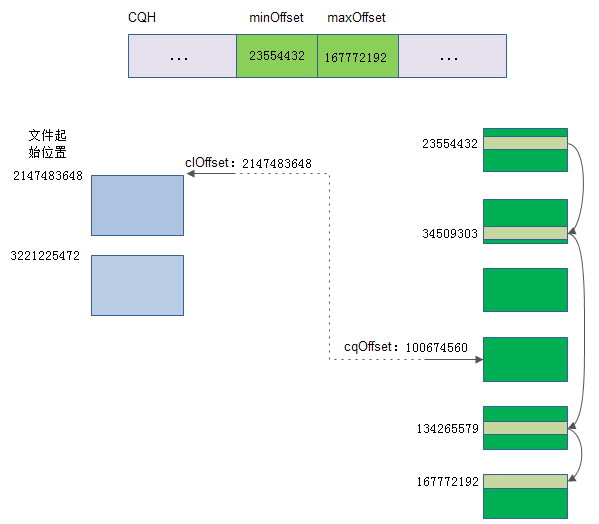 CQH minOffset maxOffset
... 23554432 167772192 ...
文件起
始位置
2147483648
clOffset：2147483648
3221225472
cqOffset：100674560
23554432
34509303
134265579
167772192